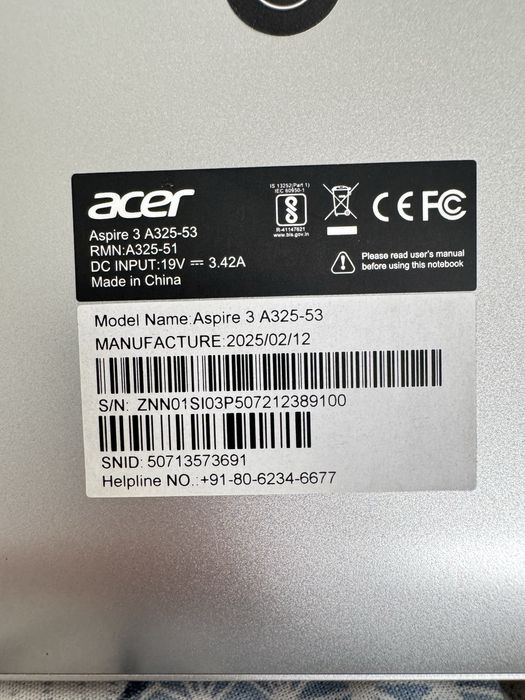 acer
Aspire 3 A325-53
RMN:A325-51
DC INPUT:19V ⎓ 3.42A
Made in China
IS 13252(Part 1)
IEC 60950-1
R-41147621
www.bis.gov.in
CE FC
Please read user's manual
before using this notebook
Model Name:Aspire 3 A325-53
MANUFACTURE:2025/02/12
S/N: ZNN01SI03P507212389100
SNID: 50713573691
Helpline NO.:+91-80-6234-6677